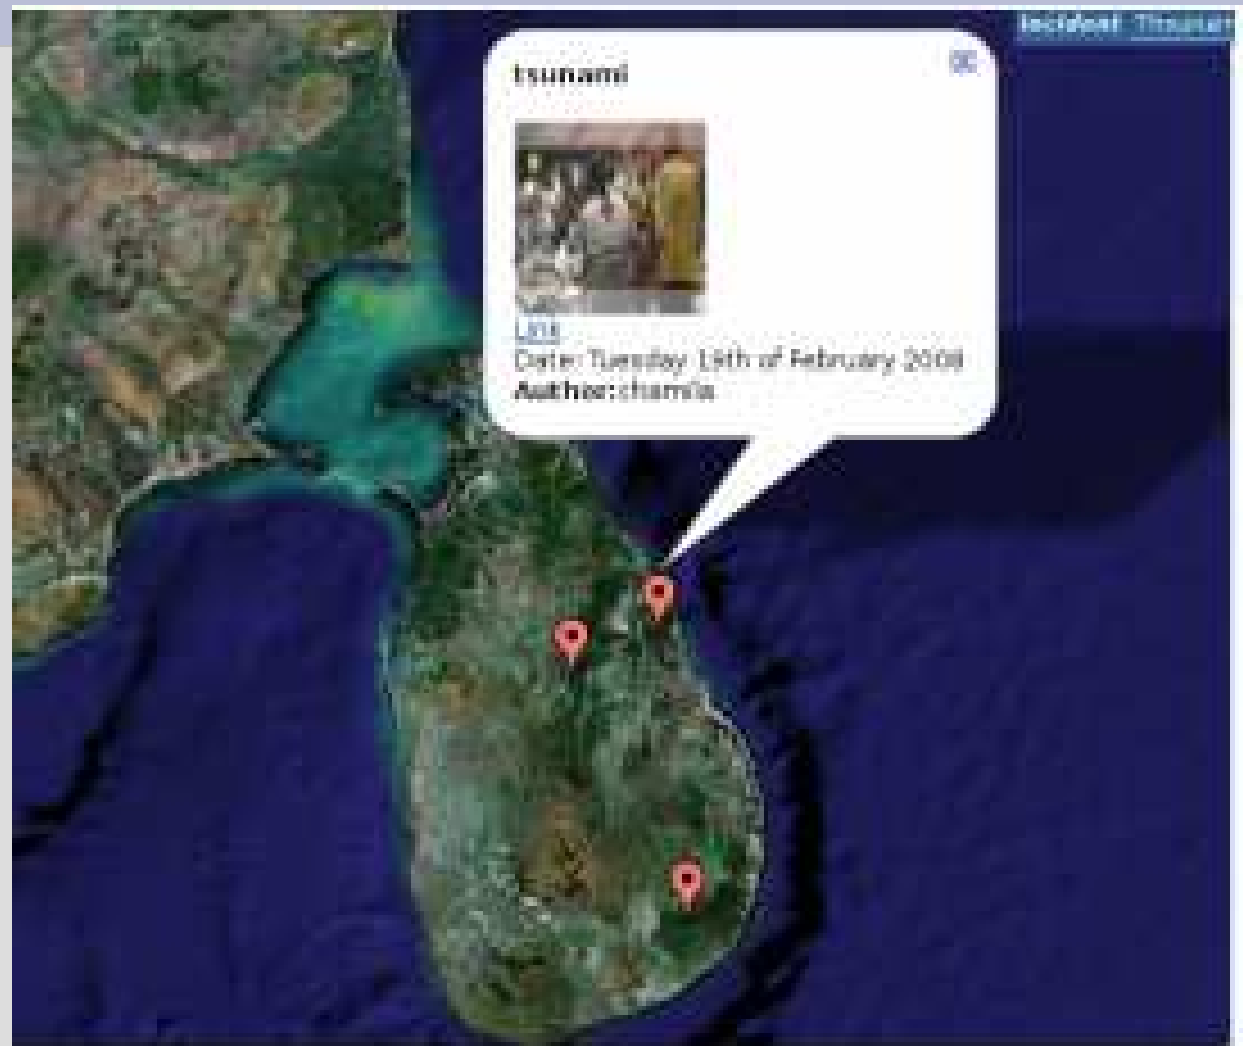 Incident
tsunami
Link
Date: Tuesday 19th of February 2008
Author:chamila